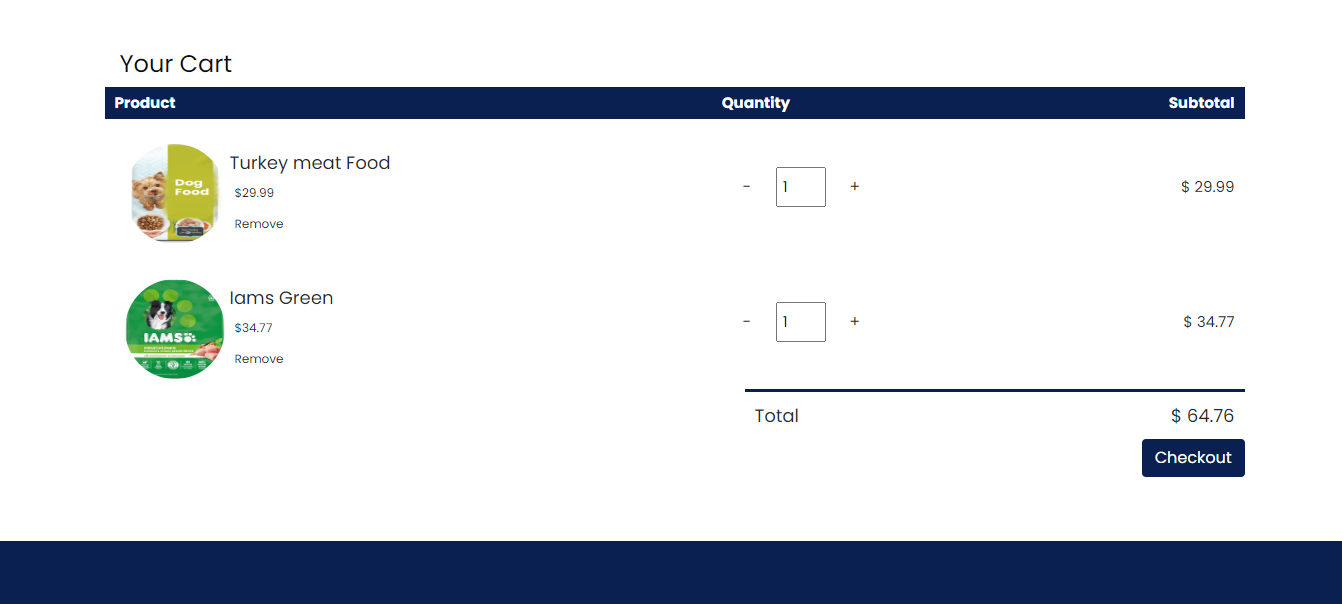 Your Cart
Product Quantity Subtotal
Turkey meat Food
$29.99
Remove
Dog
Food
- 1 + $ 29.99
Iams Green
$34.77
Remove
IAMS
- 1 + $ 34.77
Total $ 64.76
Checkout